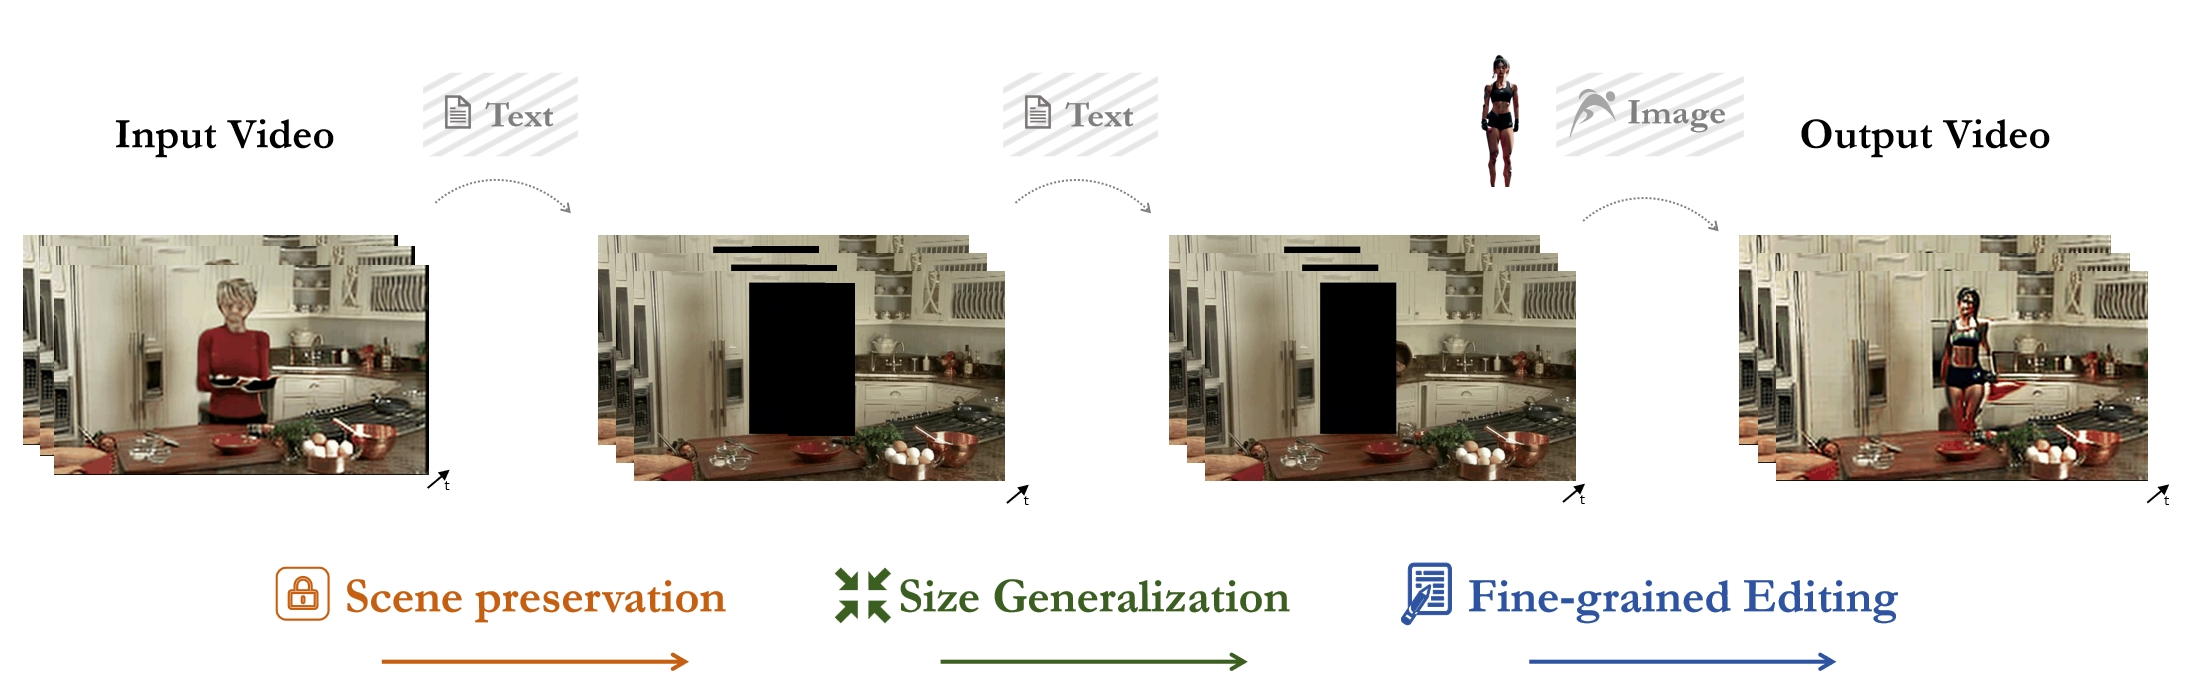 Input Video
Text
Text
Image
Output Video
t
t
t
t
Scene preservation
Size Generalization
Fine-grained Editing